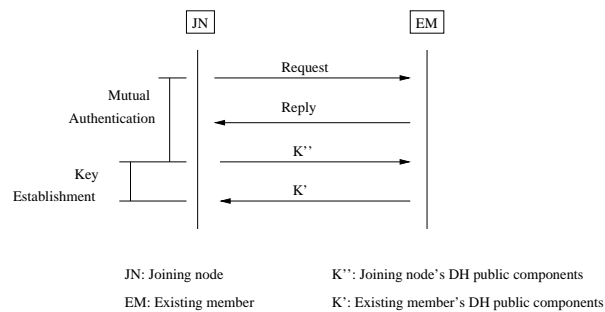 JN
EM
Request
Mutual
Authentication
Reply
K''
Key
Establishment
K'
JN: Joining node
K'': Joining node's DH public components
EM: Existing member
K': Existing member's DH public components